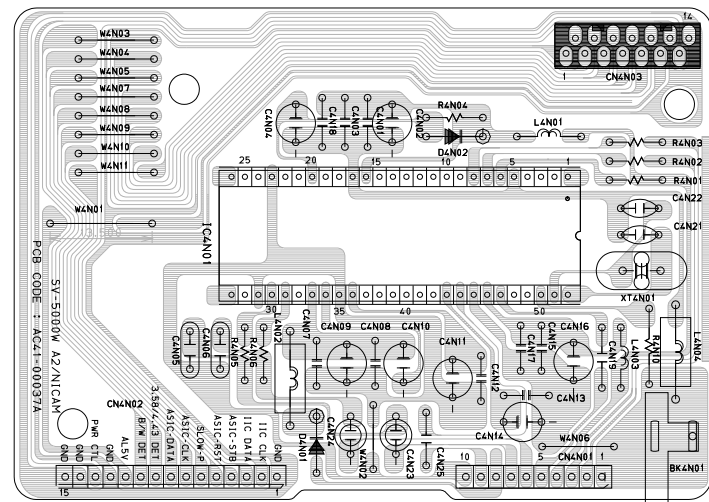 W4N03
W4N04
W4N05
W4N07
W4N08
W4N09
W4N10
W4N11
W4N01
13,500
14
1
CN4N03
C4N04
C4N18
C4N03
C4N01
C4N02
R4N04
D4N02
L4N01
R4N03
R4N02
R4N01
C4N22
C4N21
XT4N01
25
20
15
10
5
1
IC4N01
30
35
40
50
PCB CODE : AC41-00037A
SV-5000W A2/NICAM
C4N05
C4N06
R4N05
R4N06
L4N02
C4N07
C4N09
C4N08
C4N10
C4N11
C4N12
C4N17
C4N15
C4N16
C4N19
L4N03
R4N10
L4N04
C4N13
C4N14
W4N06
CN4N01
10
5
1
BK4N01
C4N24
D4N01
W4N02
C4N23
C4N25
CN4N02
GND
GND
PWR CTL
GND
AL5V
B/W DET
3.58/4.43 DET
ASIC-DATA
ASIC-CLK
SLOW-P
ASIC-RST
ASIC-STB
IIC DATA
IIC CLK
GND
15
1